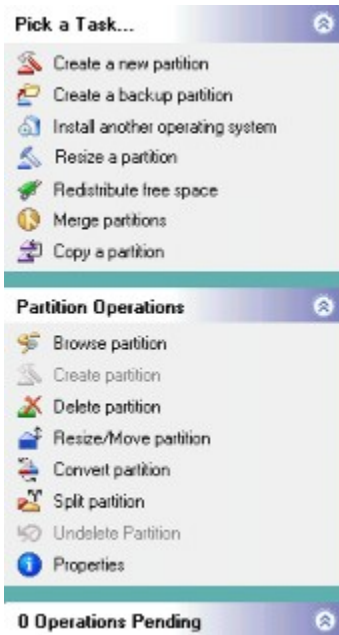 Pick a Task...
Create a new partition
Create a backup partition
Install another operating system
Resize a partition
Redistribute free space
Merge partitions
Copy a partition
Partition Operations
Browse partition
Create partition
Delete partition
Resize/Move partition
Convert partition
Split partition
Undelete Partition
Properties
0 Operations Pending